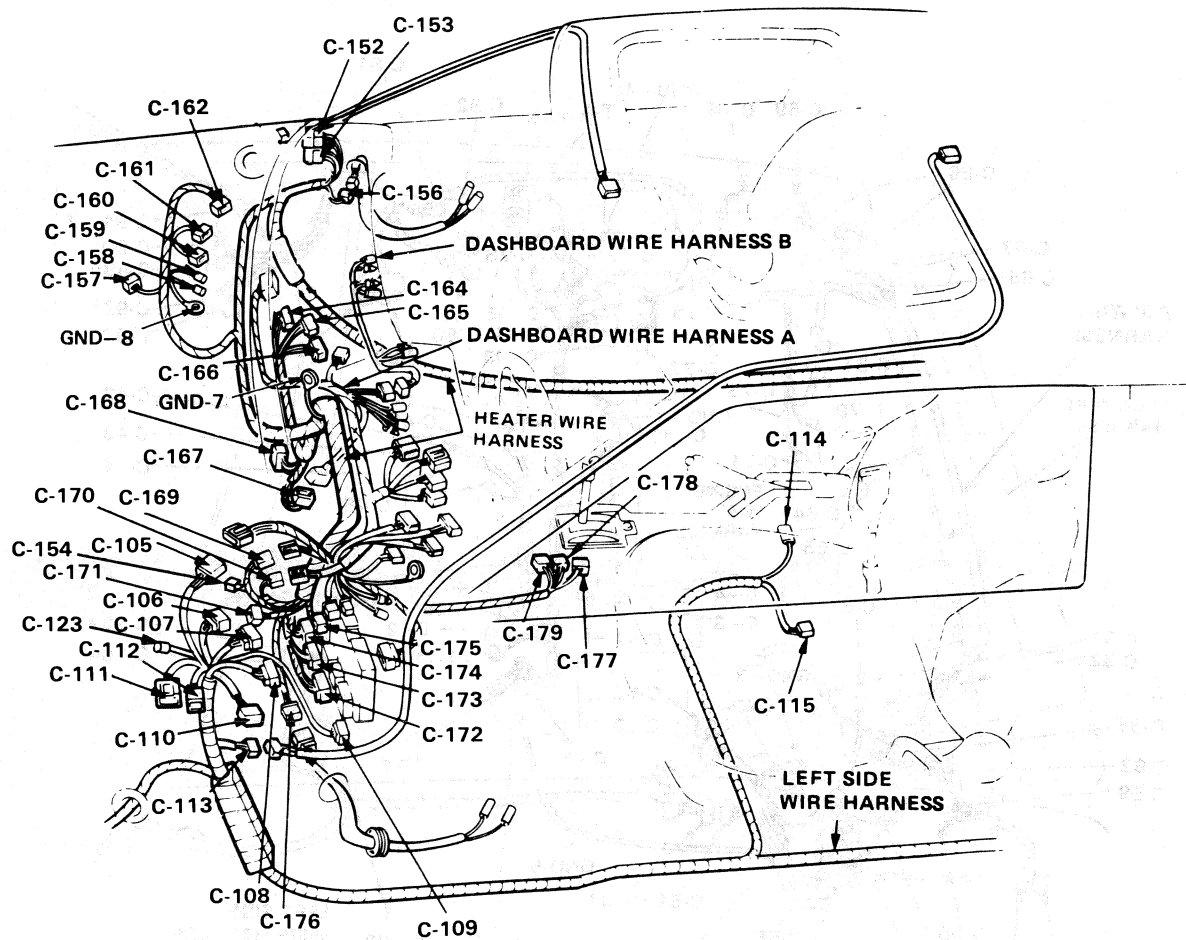 C-153
C-152
C-162
C-161
C-160
C-159
C-158
C-157
GND-8
C-156
DASHBOARD WIRE HARNESS B
C-164
C-165
DASHBOARD WIRE HARNESS A
C-166
GND-7
C-168
HEATER WIRE
HARNESS
C-167
C-114
C-178
C-170
C-169
C-154
C-105
C-171
C-106
C-123
C-107
C-112
C-111
C-175
C-174
C-173
C-172
C-179
C-177
C-115
C-110
C-113
LEFT SIDE
WIRE HARNESS
C-108
C-176
C-109